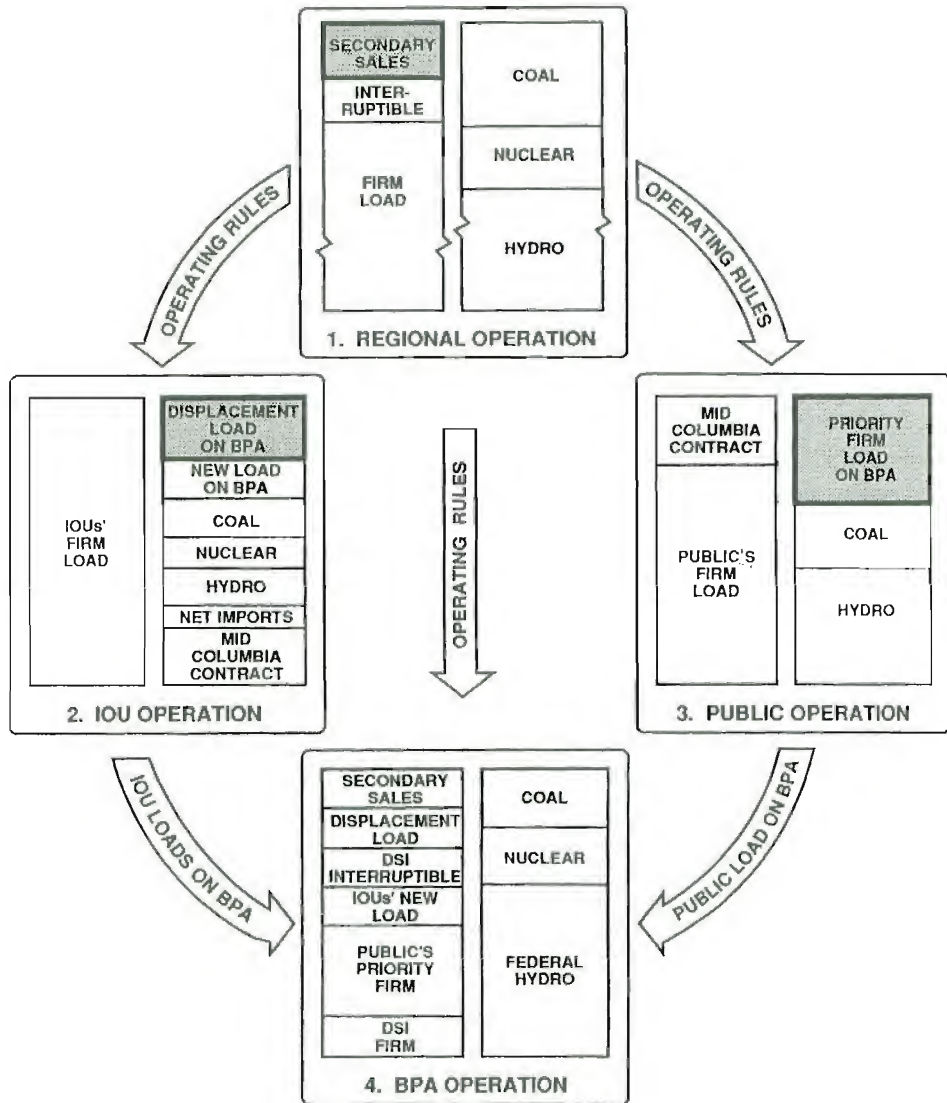 SECONDARY
SALES
INTER-
RUPTIBLE
FIRM
LOAD
COAL
NUCLEAR
HYDRO
1. REGIONAL OPERATION
OPERATING RULES
OPERATING RULES
OPERATING RULES
IOUs'
FIRM
LOAD
DISPLACEMENT
LOAD
ON BPA
NEW LOAD
ON BPA
COAL
NUCLEAR
HYDRO
NET IMPORTS
MID
COLUMBIA
CONTRACT
2. IOU OPERATION
MID
COLUMBIA
CONTRACT
PUBLIC'S
FIRM
LOAD
PRIORITY
FIRM
LOAD
ON BPA
COAL
HYDRO
3. PUBLIC OPERATION
IOU LOADS ON BPA
PUBLIC LOAD ON BPA
SECONDARY
SALES
DISPLACEMENT
LOAD
DSI
INTERRUPTIBLE
IOUs' NEW
LOAD
PUBLIC'S
PRIORITY
FIRM
DSI
FIRM
COAL
NUCLEAR
FEDERAL
HYDRO
4. BPA OPERATION